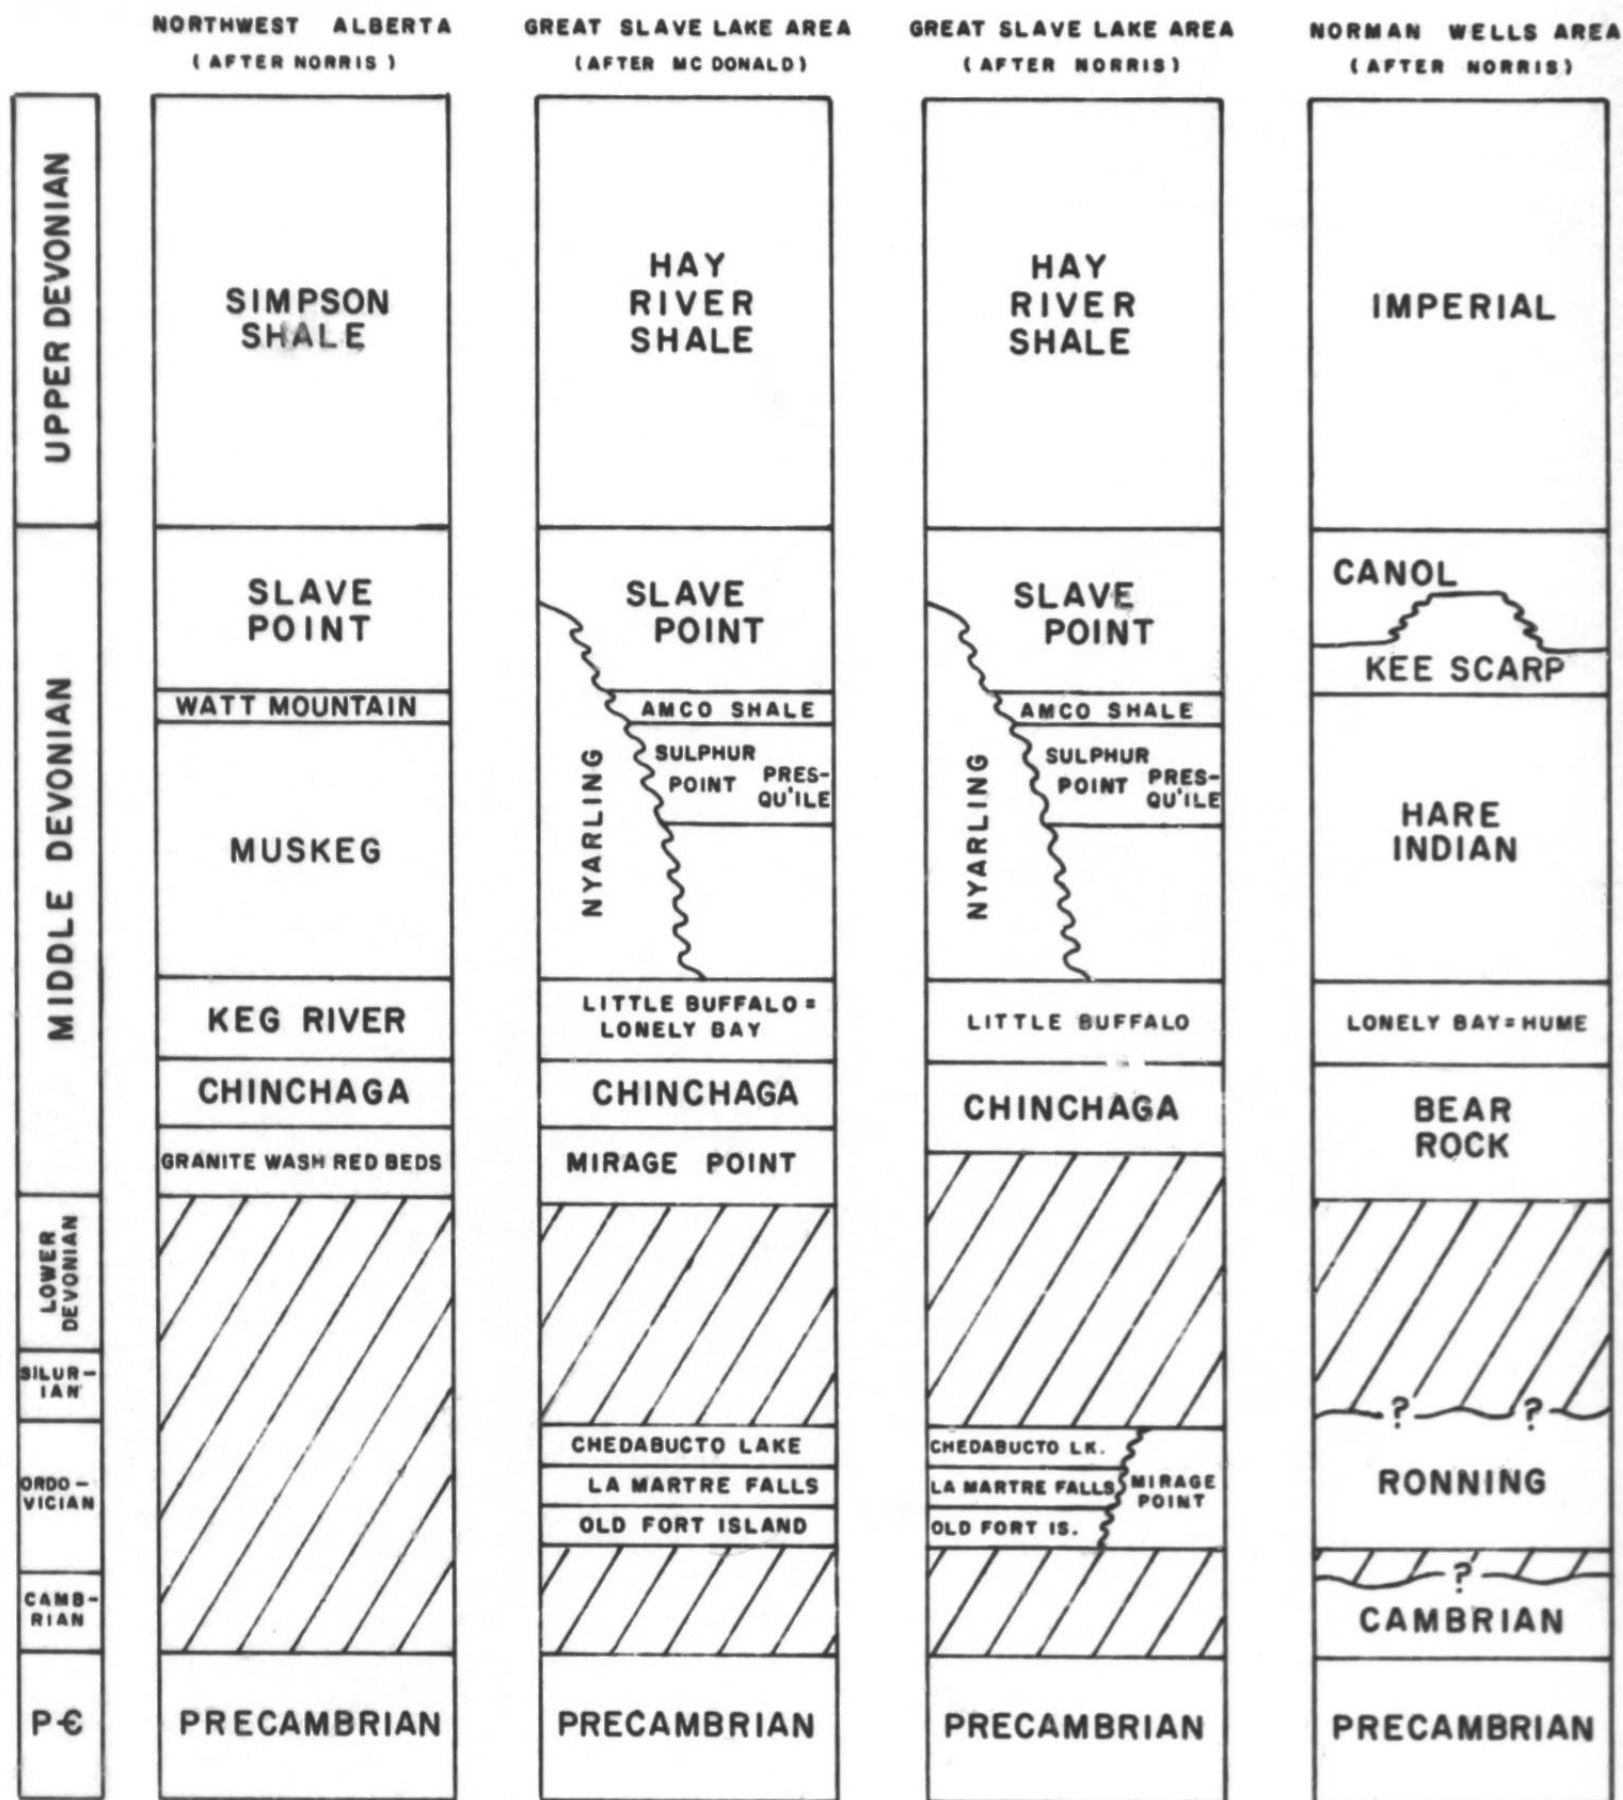 NORTHWEST ALBERTA
(AFTER NORRIS)
GREAT SLAVE LAKE AREA
(AFTER MC DONALD)
GREAT SLAVE LAKE AREA
(AFTER NORRIS)
NORMAN WELLS AREA
(AFTER NORRIS)
UPPER DEVONIAN
MIDDLE DEVONIAN
LOWER
DEVONIAN
SILUR-
IAN
ORDO-
VICIAN
CAMB-
RIAN
P-Є
SIMPSON
SHALE
SLAVE
POINT
WATT MOUNTAIN
MUSKEG
KEG RIVER
CHINCHAGA
GRANITE WASH RED BEDS
PRECAMBRIAN
HAY
RIVER
SHALE
SLAVE
POINT
AMCO SHALE
SULPHUR
POINT
PRES-
QU'ILE
NYARLING
LITTLE BUFFALO =
LONELY BAY
CHINCHAGA
MIRAGE POINT
CHEDABUCTO LAKE
LA MARTRE FALLS
OLD FORT ISLAND
PRECAMBRIAN
HAY
RIVER
SHALE
SLAVE
POINT
AMCO SHALE
SULPHUR
POINT
PRES-
QU'ILE
NYARLING
LITTLE BUFFALO
CHINCHAGA
CHEDABUCTO LK.
LA MARTRE FALLS
OLD FORT IS.
MIRAGE
POINT
PRECAMBRIAN
IMPERIAL
CANOL
KEE SCARP
HARE
INDIAN
LONELY BAY = HUME
BEAR
ROCK
? ?
RONNING
?
CAMBRIAN
PRECAMBRIAN